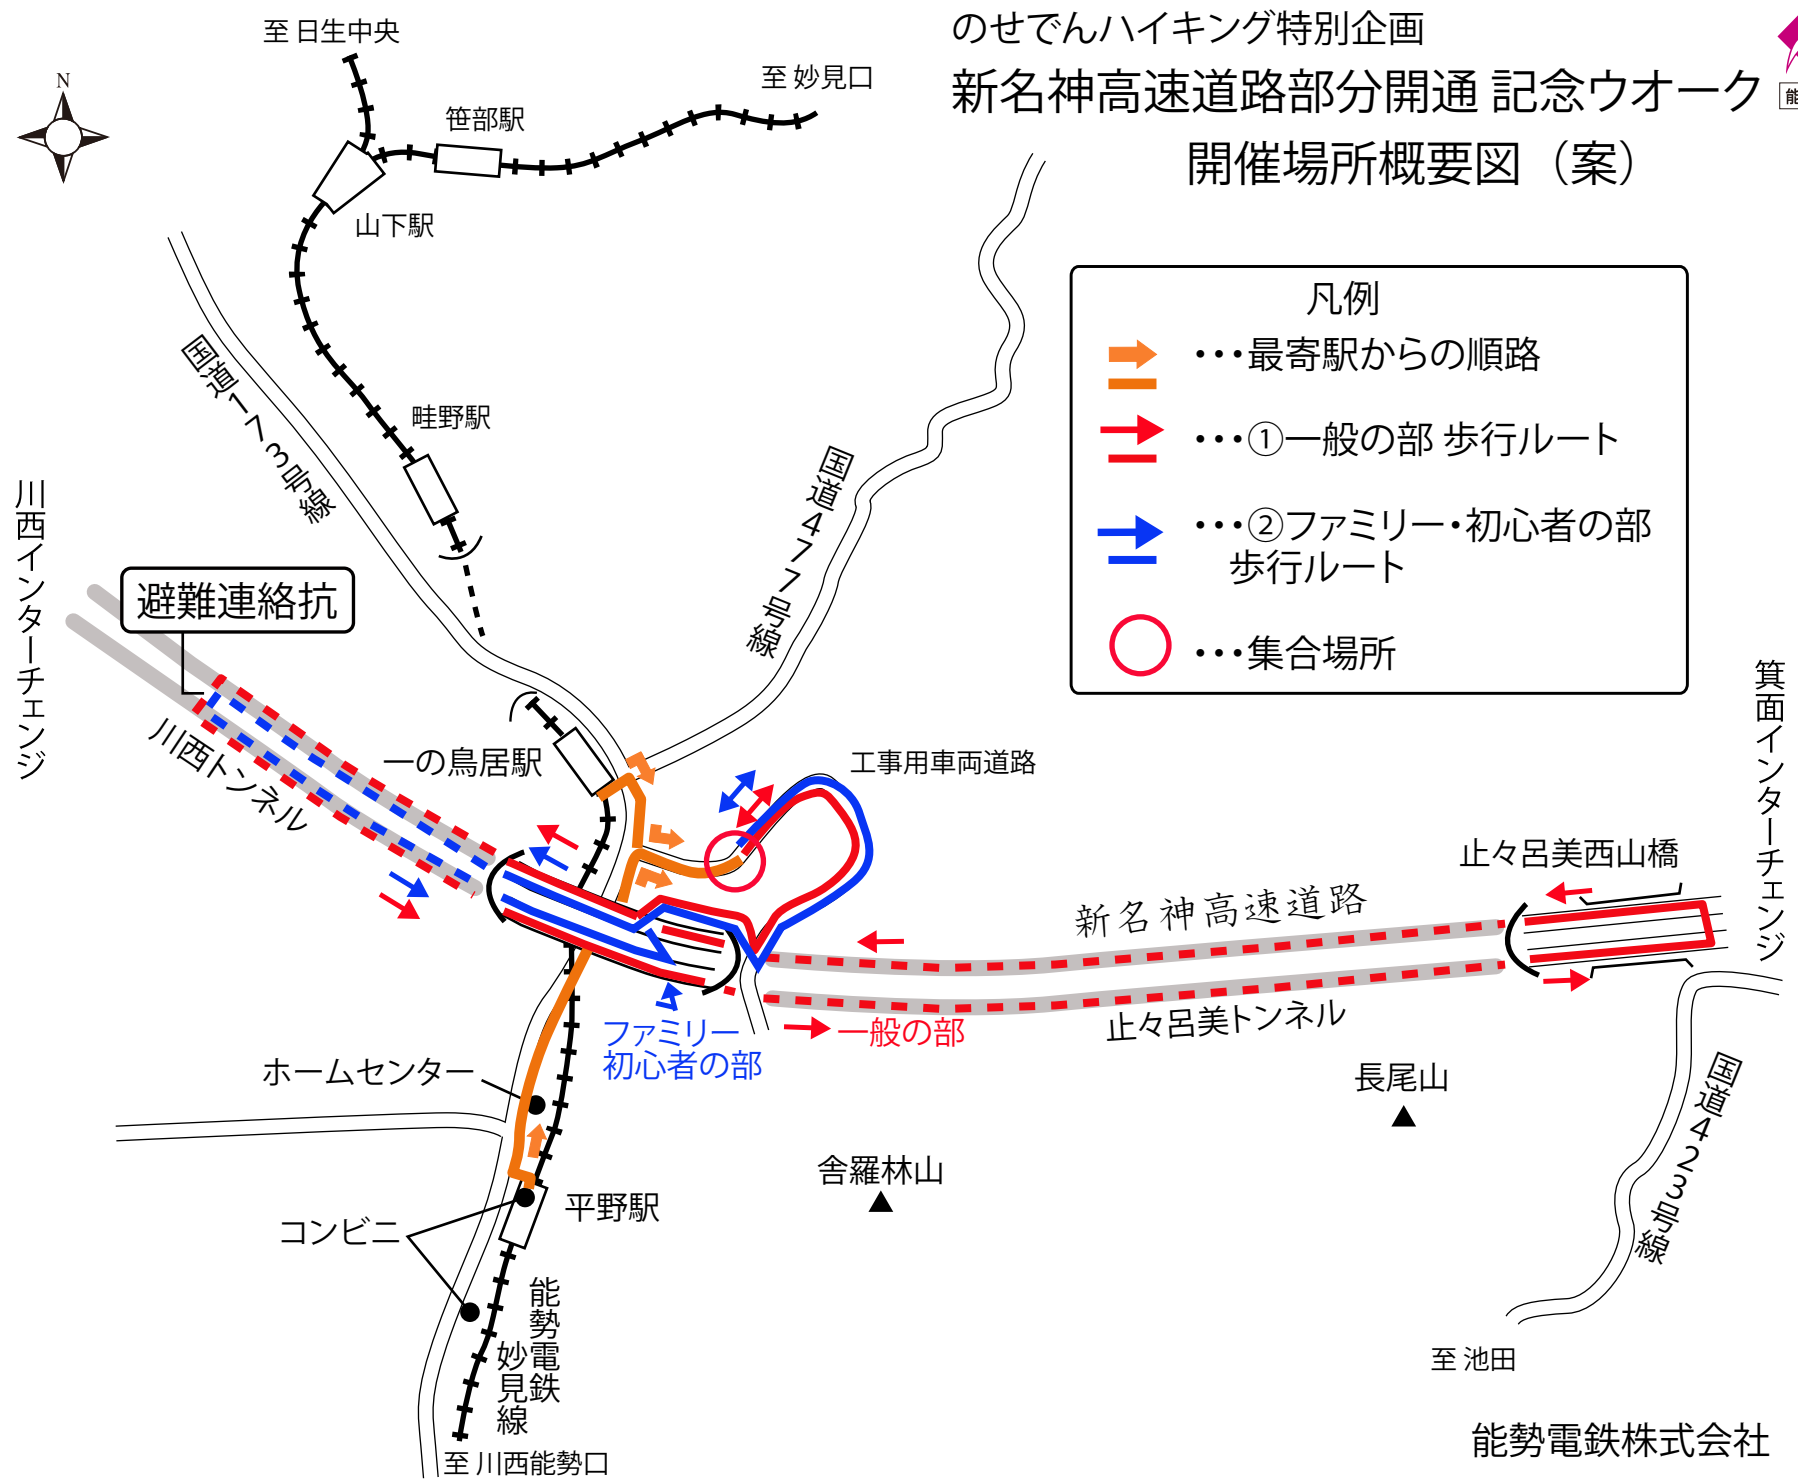 のせでんハイキング特別企画
新名神高速道路部分開通 記念ウオーク
開催場所概要図（案）
能
至 日生中央
至 妙見口
N
笹部駅
山下駅
国道173号線
畦野駅
国道477号線
凡例
・・・最寄駅からの順路
・・・①一般の部 歩行ルート
・・・②ファミリー・初心者の部
歩行ルート
・・・集合場所
川西インターチェンジ
避難連絡抗
川西トンネル
一の鳥居駅
工事用車両道路
箕面インターチェンジ
止々呂美西山橋
新名神高速道路
止々呂美トンネル
一般の部
ファミリー
初心者の部
ホームセンター
長尾山
国道423号線
舎羅林山
平野駅
コンビニ
能勢電鉄
妙見線
至 池田
至 川西能勢口
能勢電鉄株式会社